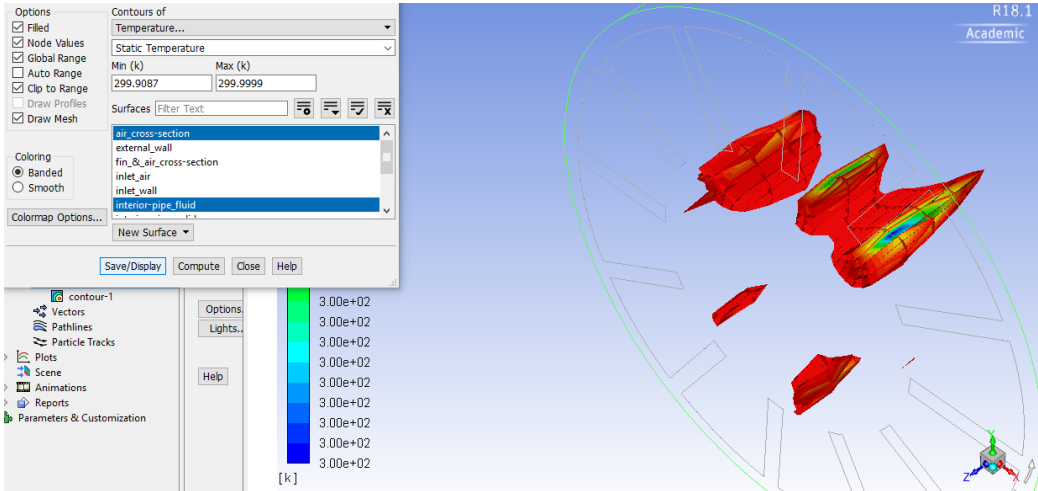 Options
Filled
Node Values
Global Range
Auto Range
Clip to Range
Draw Profiles
Draw Mesh
Coloring
Banded
Smooth
Colormap Options...
Contours of
Temperature...
Static Temperature
Min (k)
Max (k)
299.9087
299.9999
Surfaces
Filter Text
air_cross-section
external_wall
fin_&_air_cross-section
inlet_air
inlet_wall
interior-pipe_fluid
New Surface
Save/Display
Compute
Close
Help
contour-1
Vectors
Pathlines
Particle Tracks
Plots
Scene
Animations
Reports
Parameters & Customization
Options.
Lights..
Help
3.00e+02
3.00e+02
3.00e+02
3.00e+02
3.00e+02
3.00e+02
3.00e+02
3.00e+02
3.00e+02
[k]
R18.1
Academic
Y
Z
X